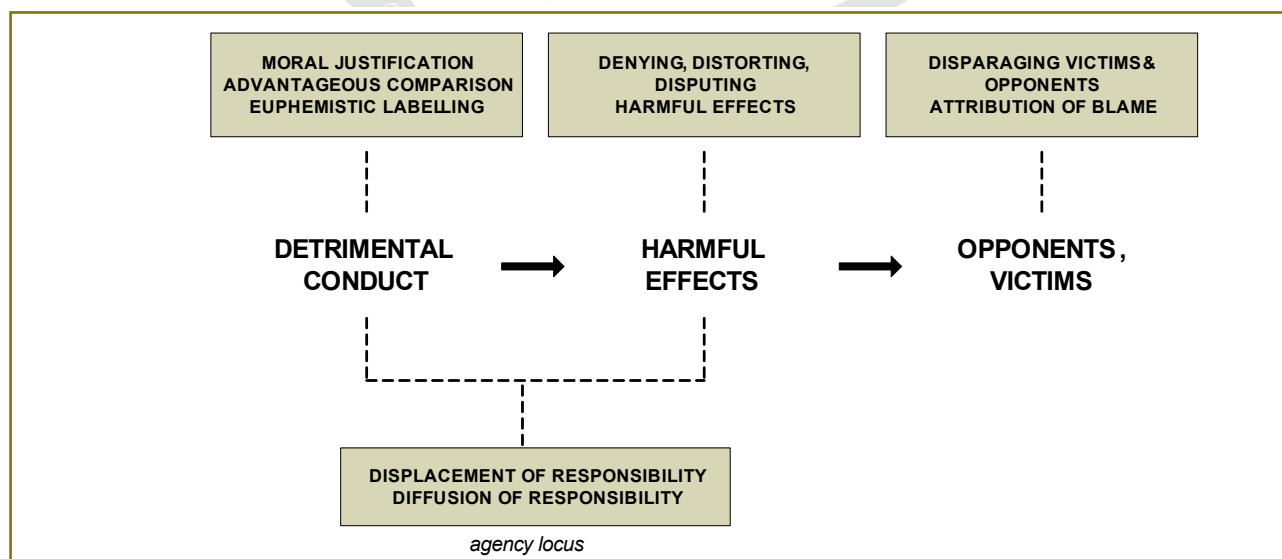 MORAL JUSTIFICATION
ADVANTAGEOUS COMPARISON
EUPHEMISTIC LABELLING
DENYING, DISTORTING,
DISPUTING
HARMFUL EFFECTS
DISPARAGING VICTIMS &
OPPONENTS
ATTRIBUTION OF BLAME
DETRIMENTAL
CONDUCT
HARMFUL
EFFECTS
OPPONENTS,
VICTIMS
DISPLACEMENT OF RESPONSIBILITY
DIFFUSION OF RESPONSIBILITY
agency locus